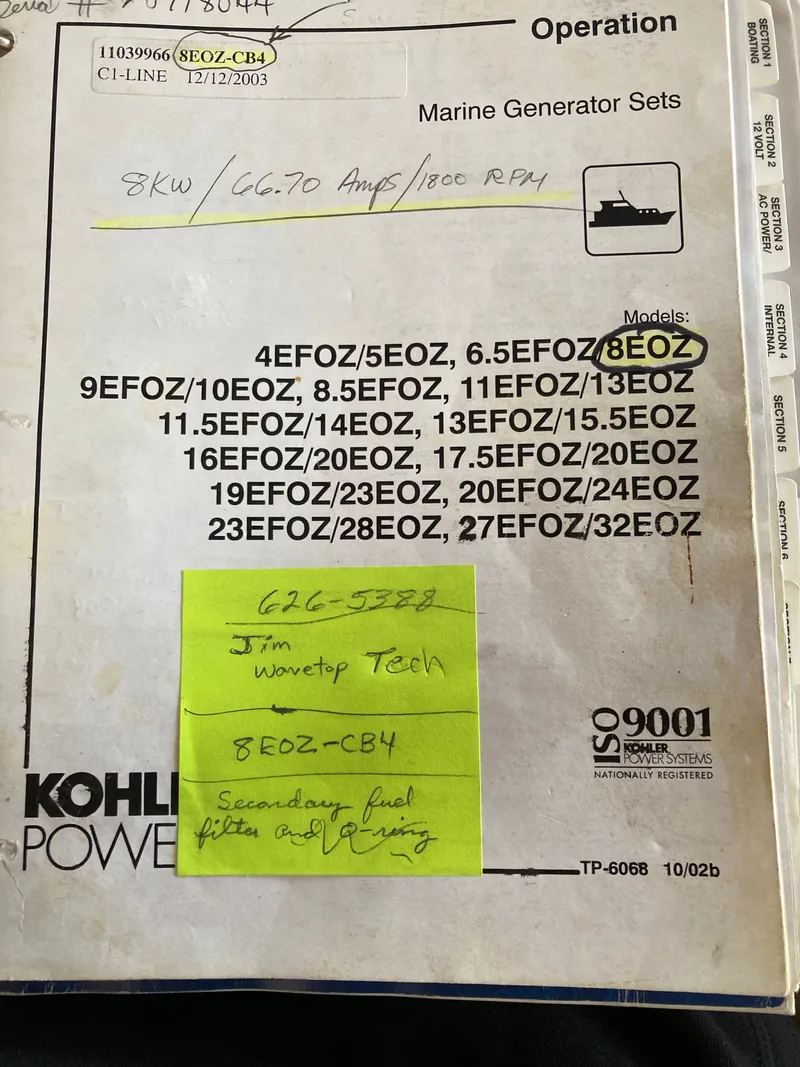 Operation
11039966 8EOZ-CB4
C1-LINE 12/12/2003
Marine Generator Sets
8KW / 66.70 Amps / 1800 RPM
Models:
4EFOZ/5EOZ, 6.5EFOZ/8EOZ
9EFOZ/10EOZ, 8.5EFOZ, 11EFOZ/13EOZ
11.5EFOZ/14EOZ, 13EFOZ/15.5EOZ
16EFOZ/20EOZ, 17.5EFOZ/20EOZ
19EFOZ/23EOZ, 20EFOZ/24EOZ
23EFOZ/28EOZ, 27EFOZ/32EOZ
626-5388
Jim
Wavetop Tech
8EOZ-CB4
Secondary fuel
filter and O-ring
ISO 9001
KOHLER
POWER SYSTEMS
NATIONALLY REGISTERED
KOHL
POWE
TP-6068 10/02b
SECTION 1
BOATING
SECTION 2
12 VOLT
SECTION 3
AC POWER/
SECTION 4
INTERNAL
SECTION 5
SECTION 6